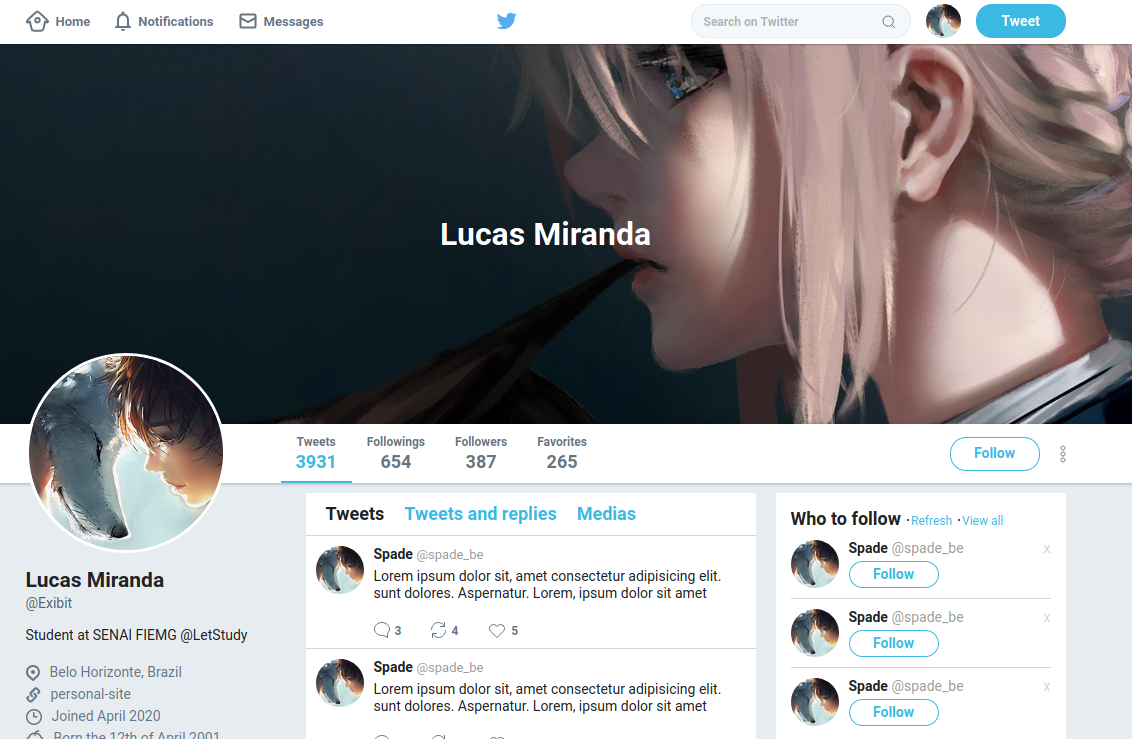 Home Notifications Messages Search on Twitter Tweet
Lucas Miranda
Tweets Followings Followers Favorites
3931 654 387 265
Follow
Lucas Miranda
@Exibit
Student at SENAI FIEMG @LetStudy
Belo Horizonte, Brazil
personal-site
Joined April 2020
Born the 12th of April 2001
Tweets Tweets and replies Medias
Spade @spade_be
Lorem ipsum dolor sit, amet consectetur adipisicing elit.
sunt dolores. Aspernatur. Lorem, ipsum dolor sit amet
3 4 5
Spade @spade_be
Lorem ipsum dolor sit, amet consectetur adipisicing elit.
sunt dolores. Aspernatur. Lorem, ipsum dolor sit amet
Who to follow ·Refresh ·View all
Spade @spade_be x
Follow
Spade @spade_be x
Follow
Spade @spade_be x
Follow